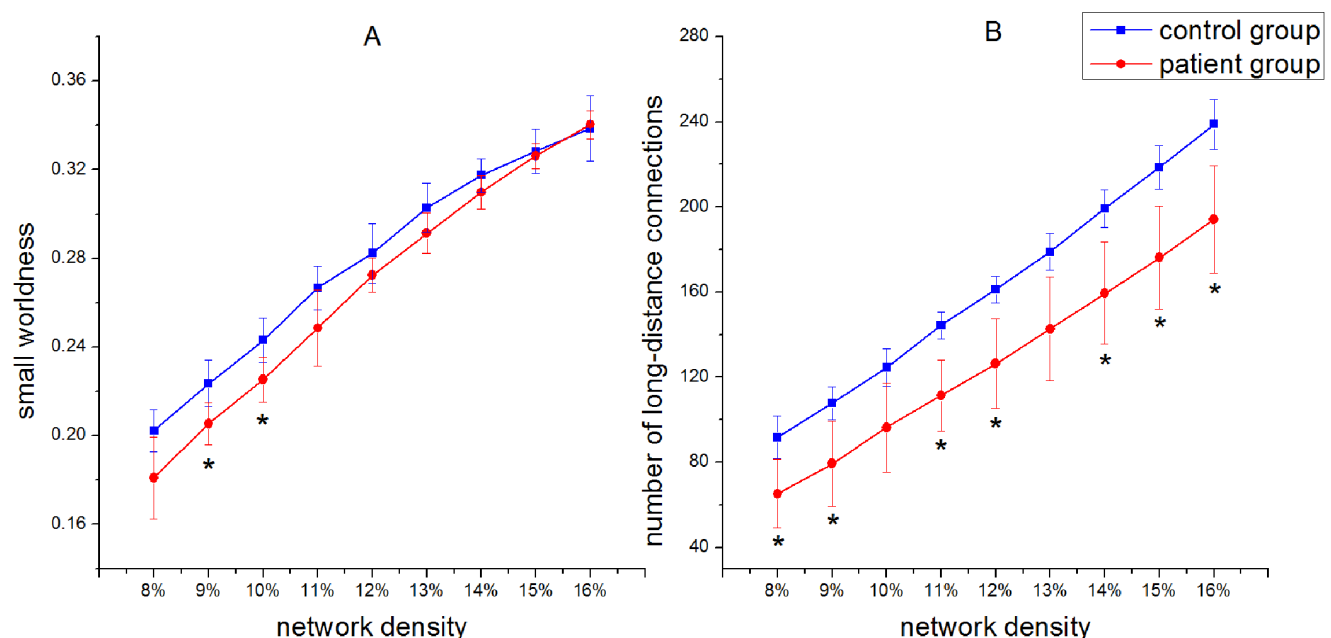 A
small worldness
0.36
0.32
0.28
0.24
0.20
0.16
*
*
8% 9% 10% 11% 12% 13% 14% 15% 16%
network density
B
control group
patient group
number of long-distance connections
280
240
200
160
120
80
40
*
*
*
*
*
*
*
8% 9% 10% 11% 12% 13% 14% 15% 16%
network density